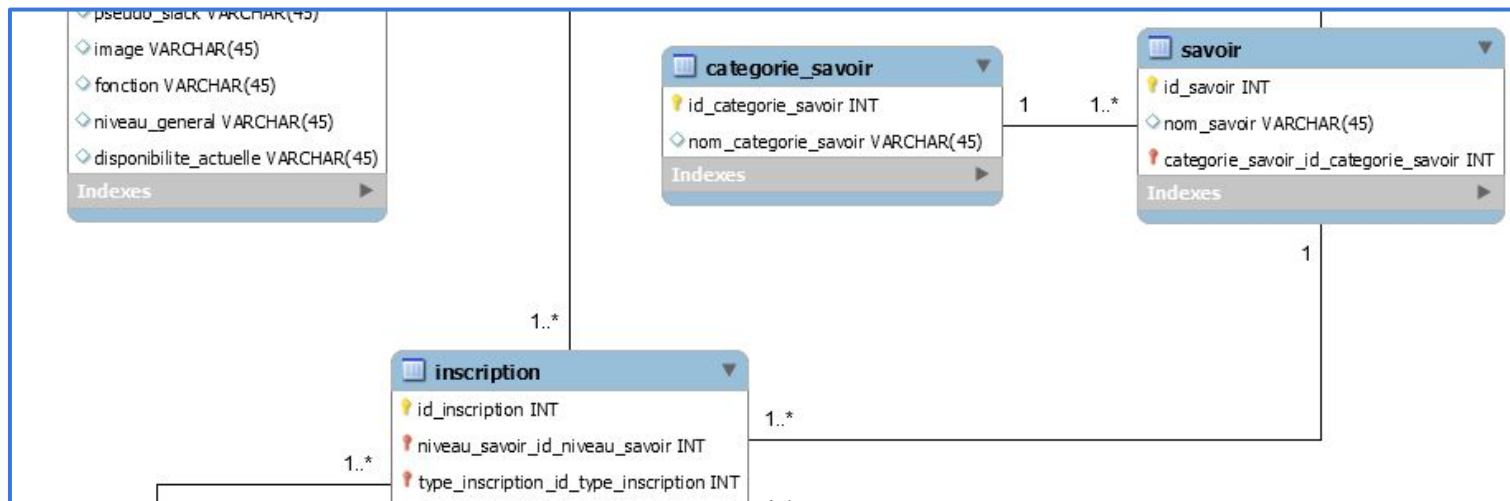 pseudo_slack VARCHAR(45)
image VARCHAR(45)
fonction VARCHAR(45)
niveau_general VARCHAR(45)
disponibilite_actuelle VARCHAR(45)
Indexes
categorie_savoir
id_categorie_savoir INT
nom_categorie_savoir VARCHAR(45)
Indexes
1
1..*
savoir
id_savoir INT
nom_savoir VARCHAR(45)
categorie_savoir_id_categorie_savoir INT
Indexes
1
1..*
inscription
id_inscription INT
niveau_savoir_id_niveau_savoir INT
type_inscription_id_type_inscription INT
1..*
1..*